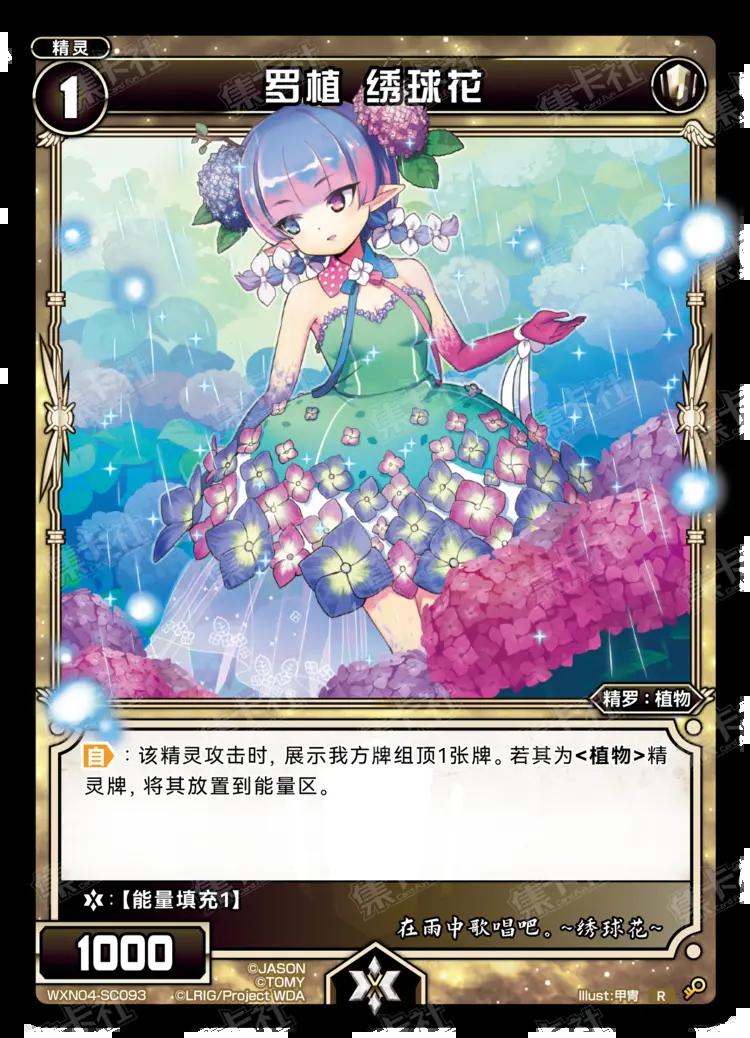 精灵
1
罗植 绣球花
精罗：植物
自：该精灵攻击时，展示我方牌组顶1张牌。若其为<植物>精
灵牌，将其放置到能量区。
：【能量填充1】
在雨中歌唱吧。~绣球花~
1000
©JASON
©TOMY
WXN04-SC093 ©LRIG/Project WDA
Illust:甲冑 R
集卡社